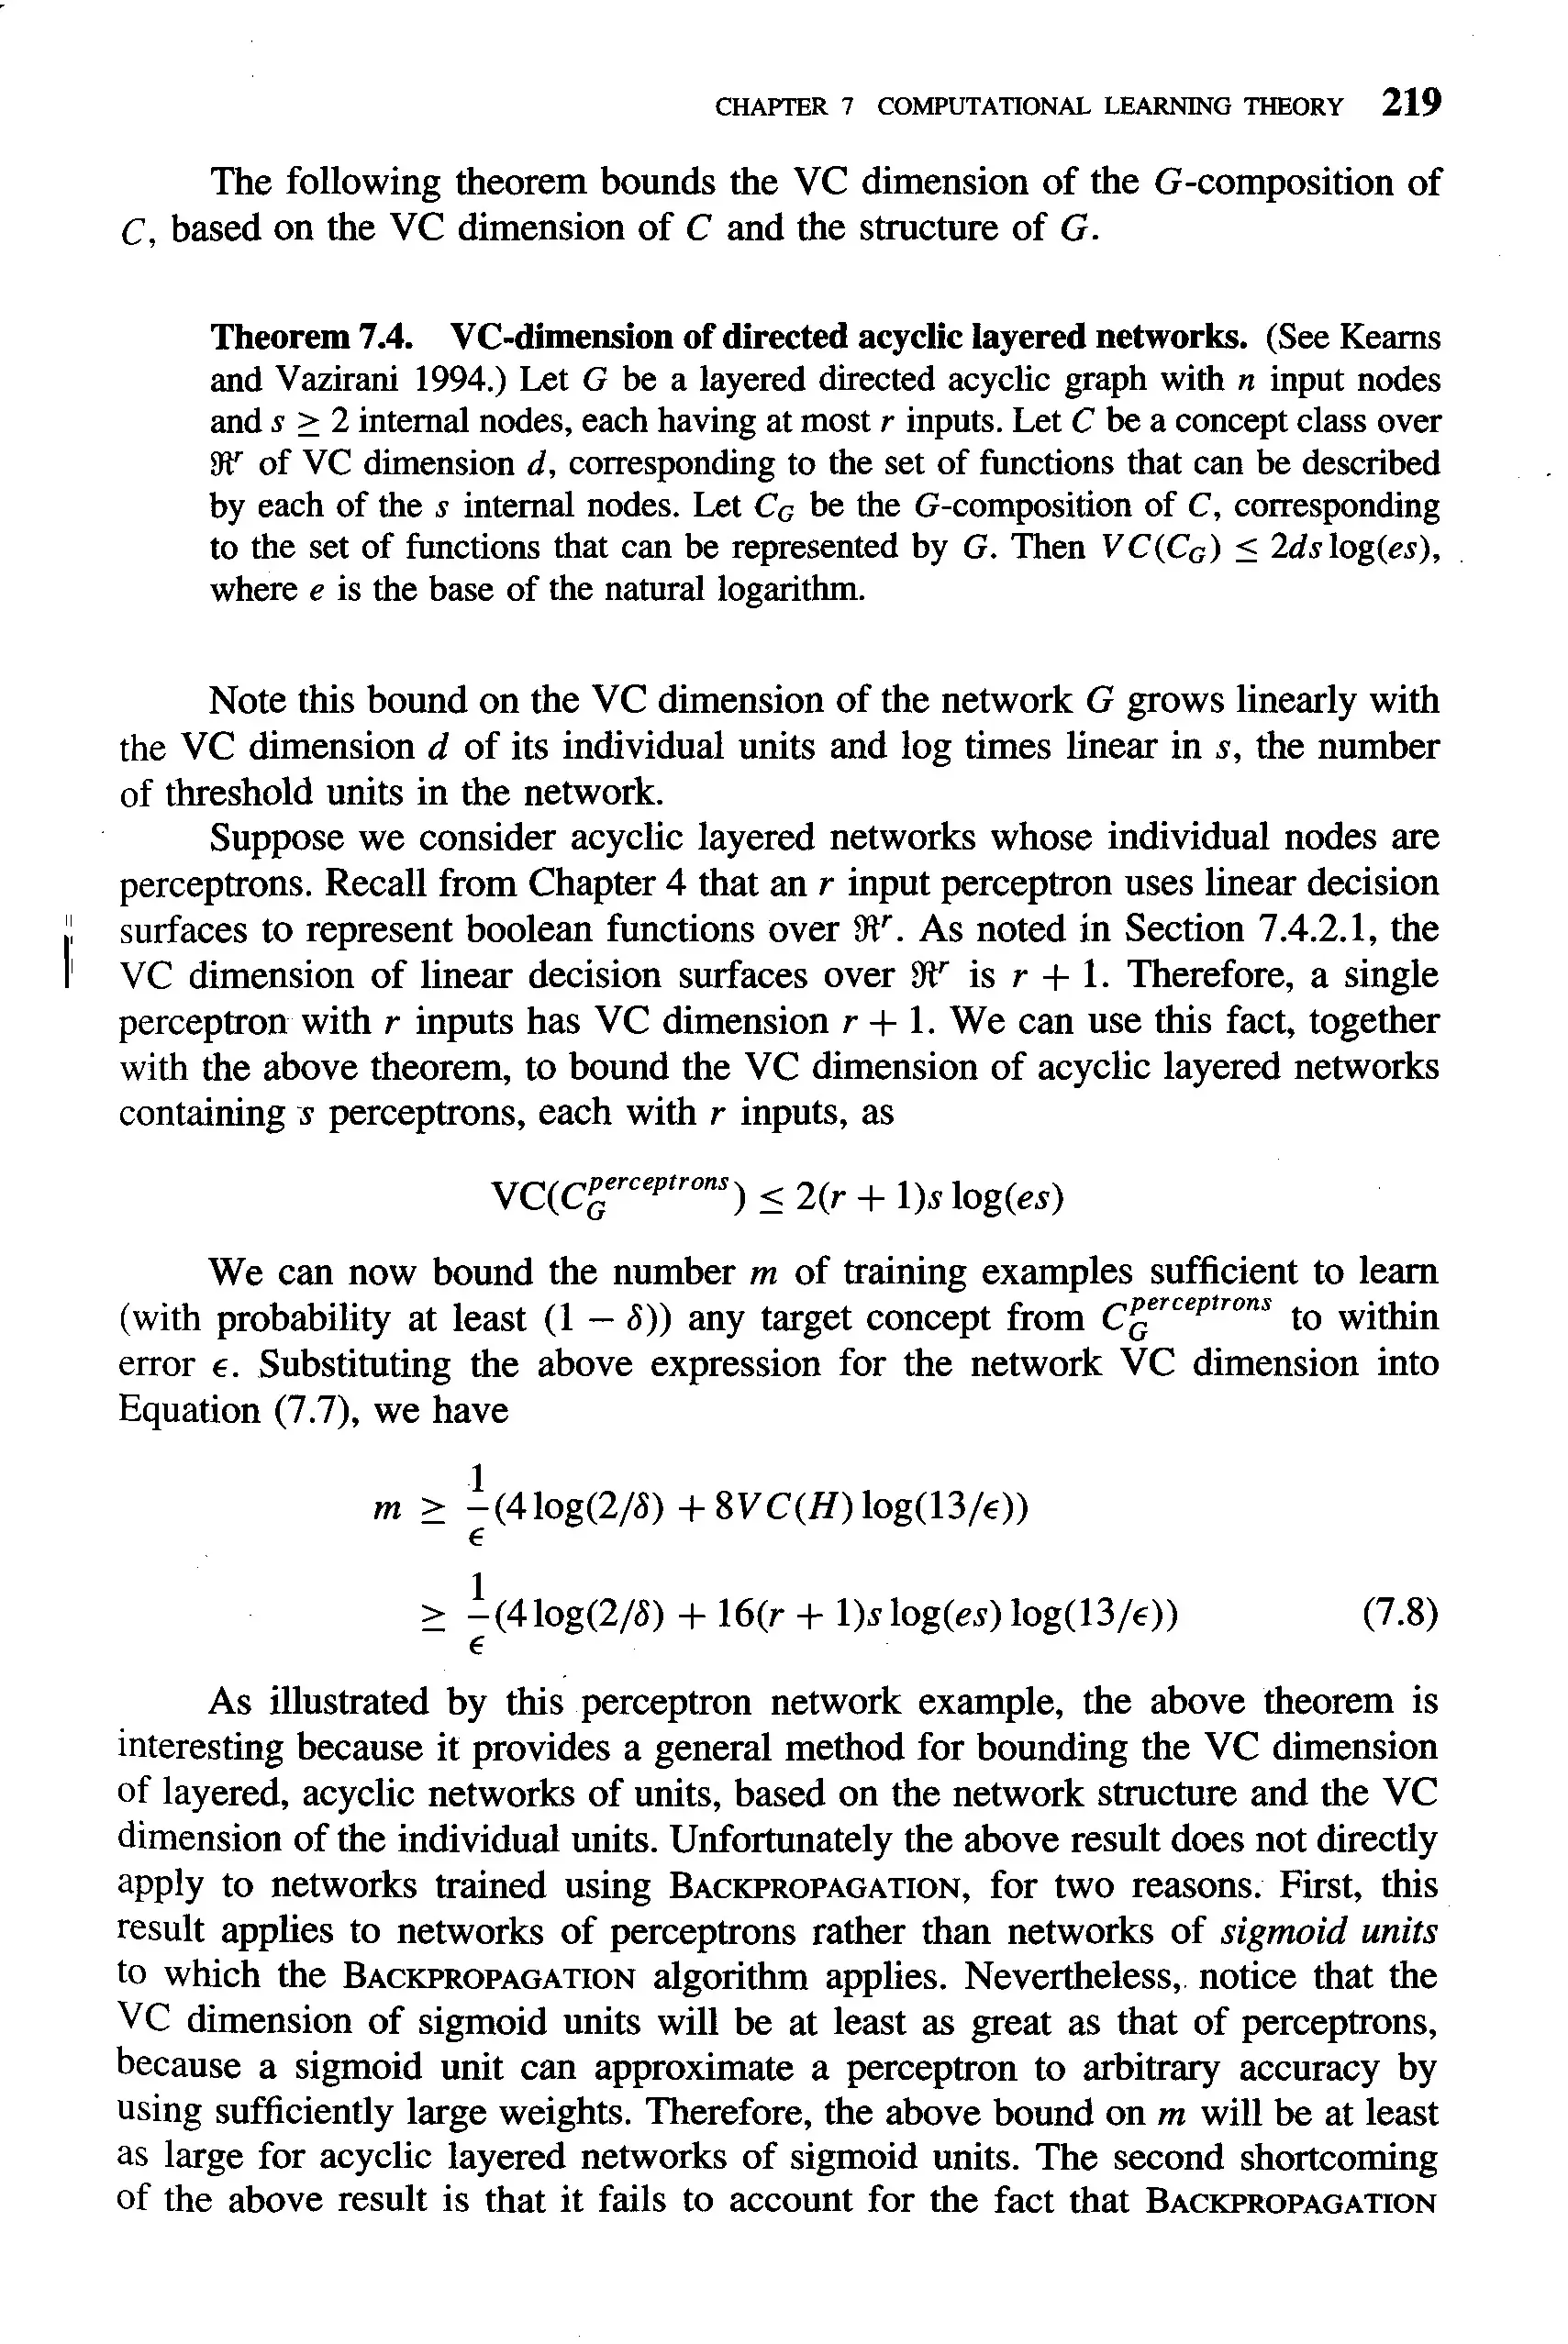 CHAPTER 7 COMPUTATIONAL LEARNING THEORY 219
The following theorem bounds the VC dimension of the G-composition of
C, based on the VC dimension of C and the structure of G.
Theorem 7.4. VC-dimension of directed acyclic layered networks. (See Kearns
and Vazirani 1994.) Let G be a layered directed acyclic graph with n input nodes
and s ≥ 2 internal nodes, each having at most r inputs. Let C be a concept class over
ℜ^r of VC dimension d, corresponding to the set of functions that can be described
by each of the s internal nodes. Let C_G be the G-composition of C, corresponding
to the set of functions that can be represented by G. Then VC(C_G) ≤ 2ds log(es),
where e is the base of the natural logarithm.
Note this bound on the VC dimension of the network G grows linearly with
the VC dimension d of its individual units and log times linear in s, the number
of threshold units in the network.
Suppose we consider acyclic layered networks whose individual nodes are
perceptrons. Recall from Chapter 4 that an r input perceptron uses linear decision
surfaces to represent boolean functions over ℜ^r. As noted in Section 7.4.2.1, the
VC dimension of linear decision surfaces over ℜ^r is r + 1. Therefore, a single
perceptron with r inputs has VC dimension r + 1. We can use this fact, together
with the above theorem, to bound the VC dimension of acyclic layered networks
containing s perceptrons, each with r inputs, as
VC(C_G^perceptrons) ≤ 2(r + 1)s log(es)
We can now bound the number m of training examples sufficient to learn
(with probability at least (1 − δ)) any target concept from C_G^perceptrons to within
error ϵ. Substituting the above expression for the network VC dimension into
Equation (7.7), we have
m ≥ 1/ϵ (4 log(2/δ) + 8VC(H) log(13/ϵ))
≥ 1/ϵ (4 log(2/δ) + 16(r + 1)s log(es) log(13/ϵ)) (7.8)
As illustrated by this perceptron network example, the above theorem is
interesting because it provides a general method for bounding the VC dimension
of layered, acyclic networks of units, based on the network structure and the VC
dimension of the individual units. Unfortunately the above result does not directly
apply to networks trained using BACKPROPAGATION, for two reasons. First, this
result applies to networks of perceptrons rather than networks of sigmoid units
to which the BACKPROPAGATION algorithm applies. Nevertheless, notice that the
VC dimension of sigmoid units will be at least as great as that of perceptrons,
because a sigmoid unit can approximate a perceptron to arbitrary accuracy by
using sufficiently large weights. Therefore, the above bound on m will be at least
as large for acyclic layered networks of sigmoid units. The second shortcoming
of the above result is that it fails to account for the fact that BACKPROPAGATION